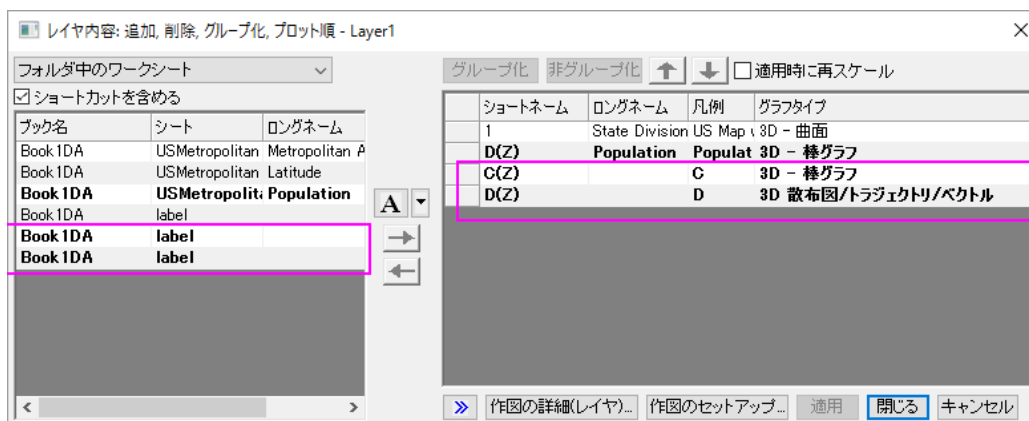 レイヤ内容: 追加, 削除, グループ化, プロット順 - Layer1
フォルダ中のワークシート
ショートカットを含める
ブック名 シート ロングネーム
Book1DA USMetropolitan Metropolitan A
Book1DA USMetropolitan Latitude
Book1DA USMetropolita Population
Book1DA label
Book1DA label
Book1DA label
A
グループ化 非グループ化 適用時に再スケール
ショートネーム ロングネーム 凡例 グラフタイプ
1 State Division US Map 3D - 曲面
D(Z) Population Populat 3D - 棒グラフ
C(Z) C 3D - 棒グラフ
D(Z) D 3D 散布図/トラジェクトリ/ベクトル
作図の詳細(レイヤ)... 作図のセットアップ... 適用 閉じる キャンセル